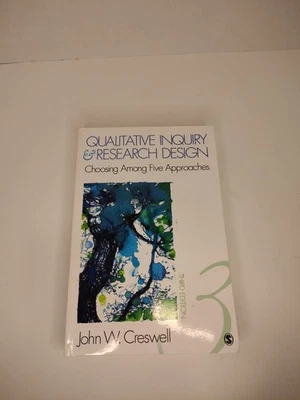 QUALITATIVE INQUIRY
& RESEARCH DESIGN
Choosing Among Five Approaches
THIRD EDITION
3
John W. Creswell